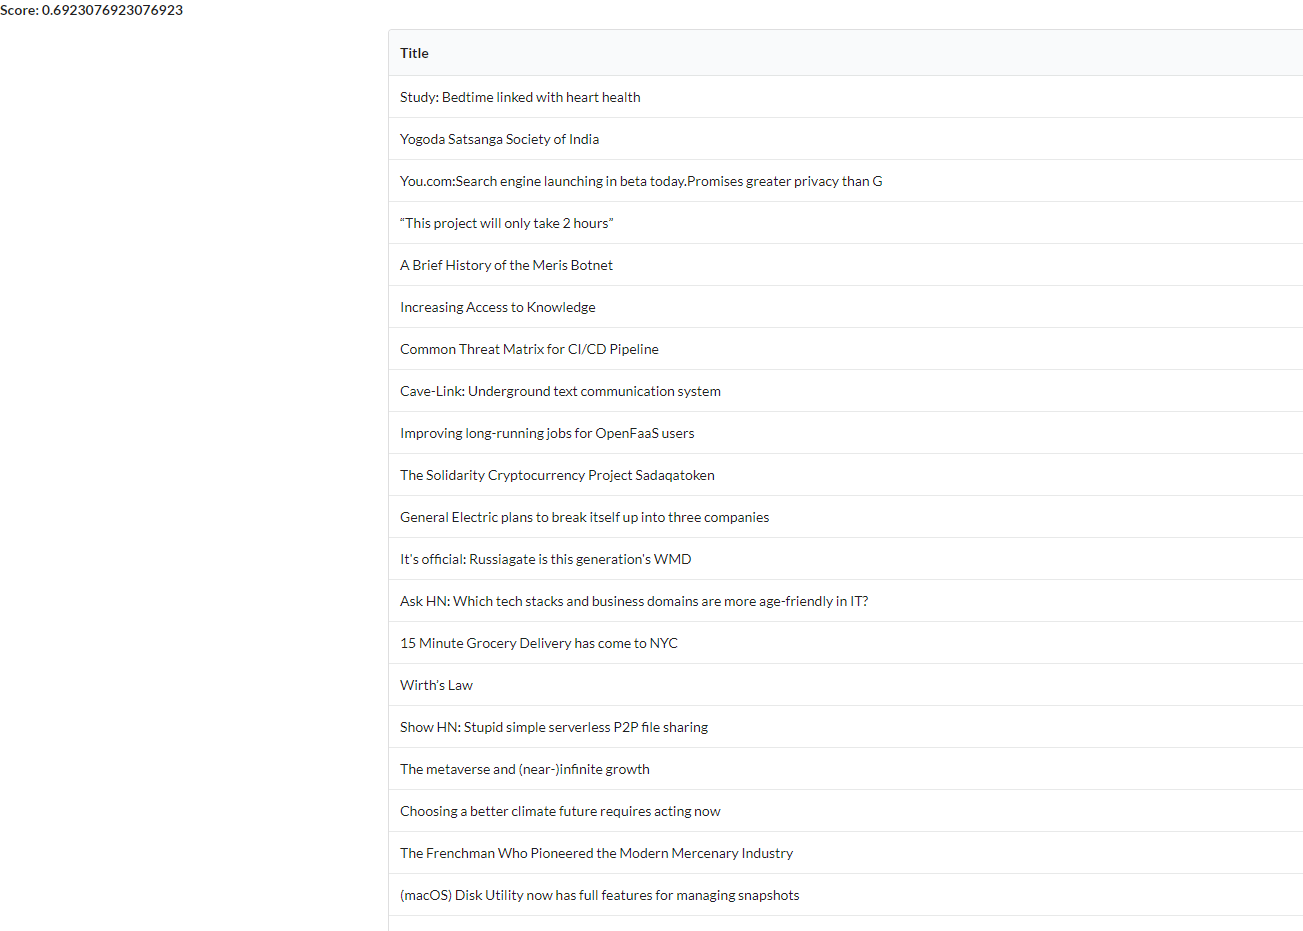 Score: 0.6923076923076923
Title
Study: Bedtime linked with heart health
Yogoda Satsanga Society of India
You.com:Search engine launching in beta today.Promises greater privacy than G
“This project will only take 2 hours”
A Brief History of the Meris Botnet
Increasing Access to Knowledge
Common Threat Matrix for CI/CD Pipeline
Cave-Link: Underground text communication system
Improving long-running jobs for OpenFaaS users
The Solidarity Cryptocurrency Project Sadaqatoken
General Electric plans to break itself up into three companies
It's official: Russiagate is this generation's WMD
Ask HN: Which tech stacks and business domains are more age-friendly in IT?
15 Minute Grocery Delivery has come to NYC
Wirth's Law
Show HN: Stupid simple serverless P2P file sharing
The metaverse and (near-)infinite growth
Choosing a better climate future requires acting now
The Frenchman Who Pioneered the Modern Mercenary Industry
(macOS) Disk Utility now has full features for managing snapshots